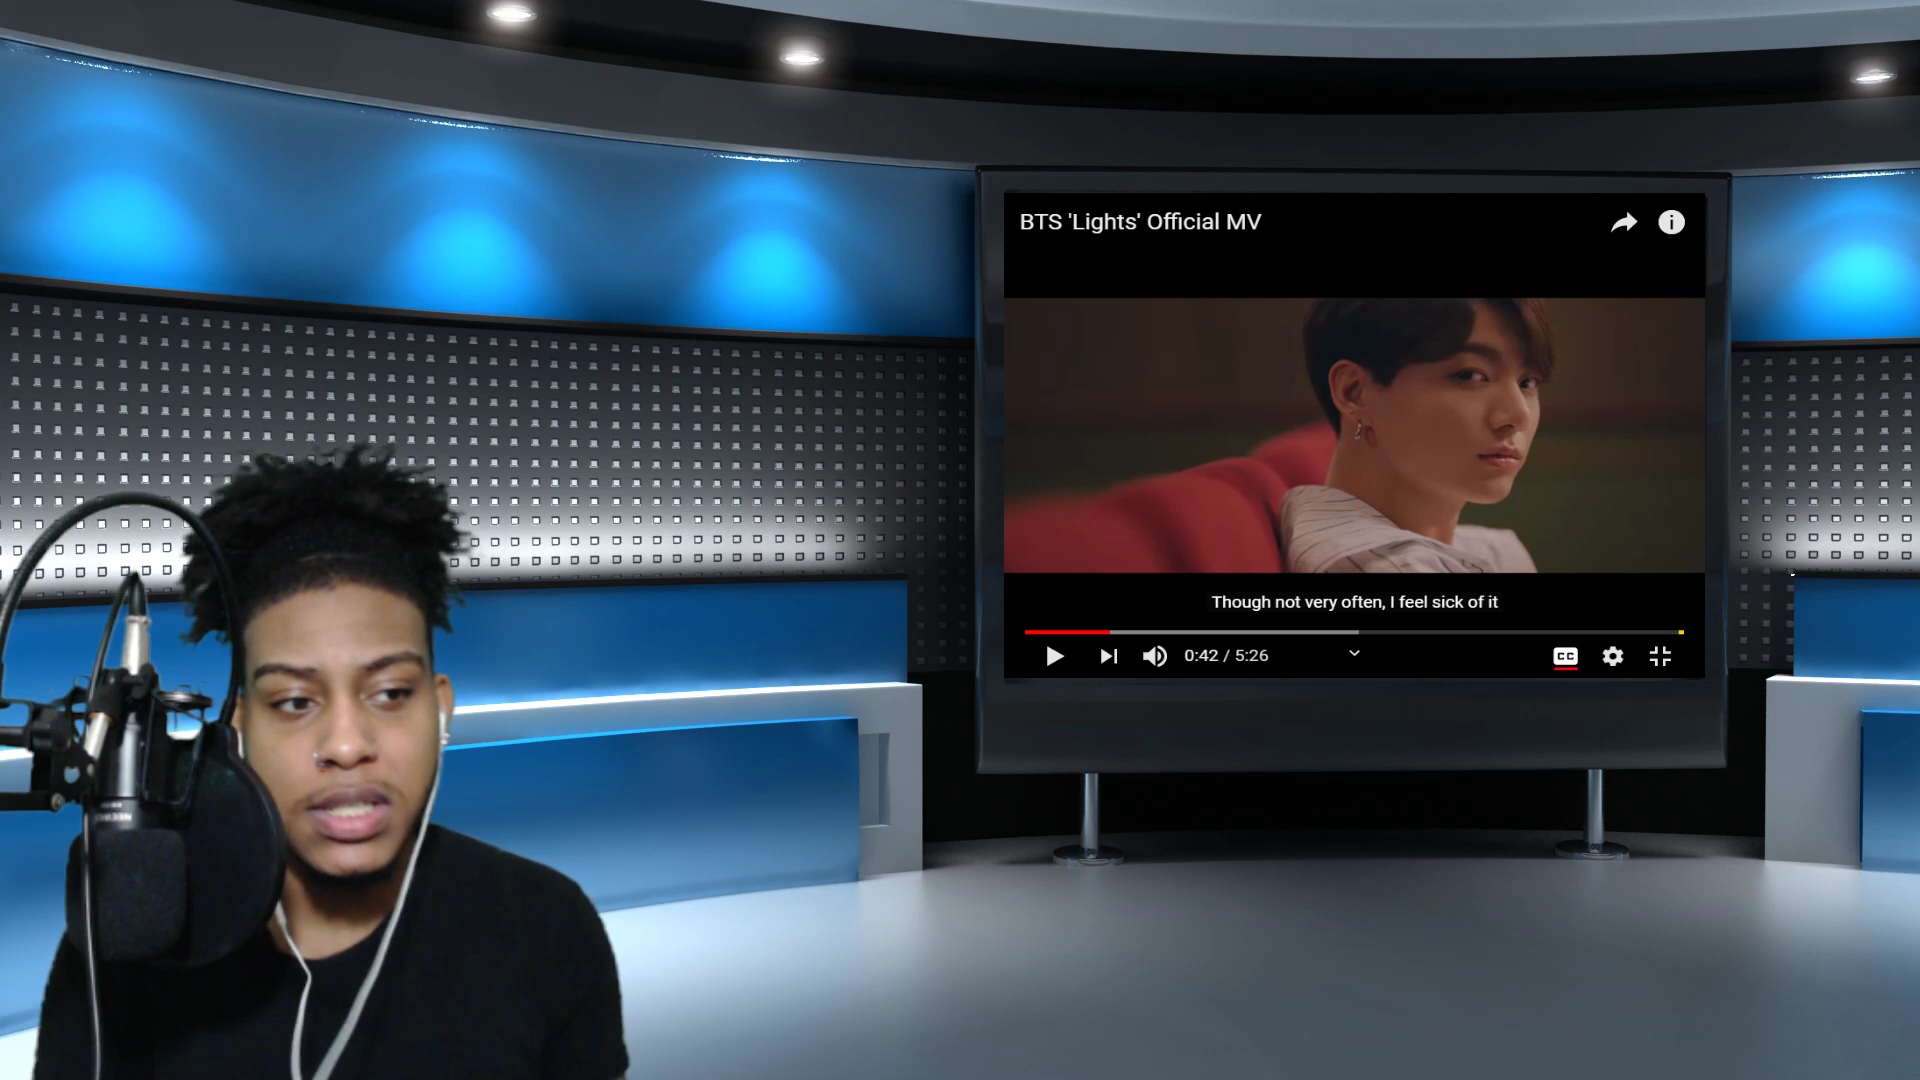 BTS 'Lights' Official MV
Though not very often, I feel sick of it
0:42 / 5:26
CC